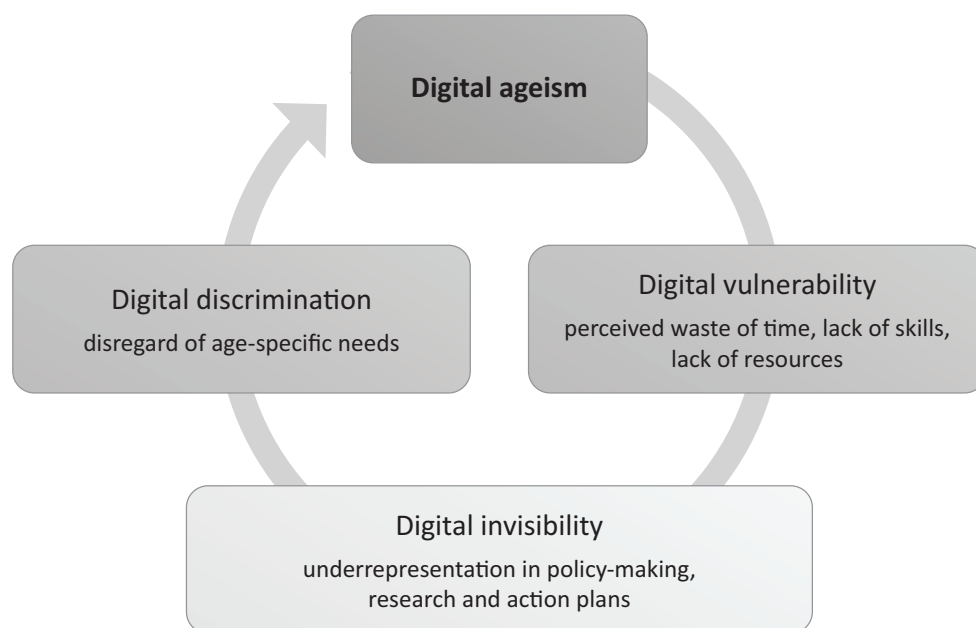 Digital ageism
Digital discrimination
disregard of age-specific needs
Digital vulnerability
perceived waste of time, lack of skills,
lack of resources
Digital invisibility
underrepresentation in policy-making,
research and action plans